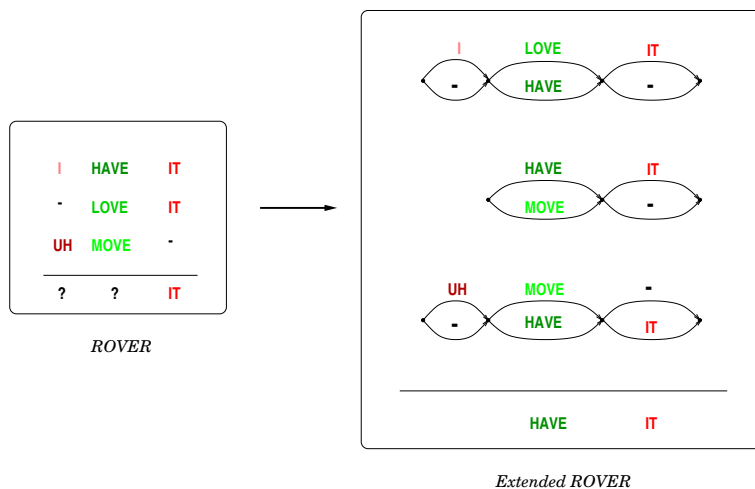 I HAVE IT
- LOVE IT
UH MOVE -
? ? IT
ROVER
I LOVE IT
- HAVE -
HAVE IT
MOVE -
UH MOVE -
- HAVE IT
HAVE IT
Extended ROVER